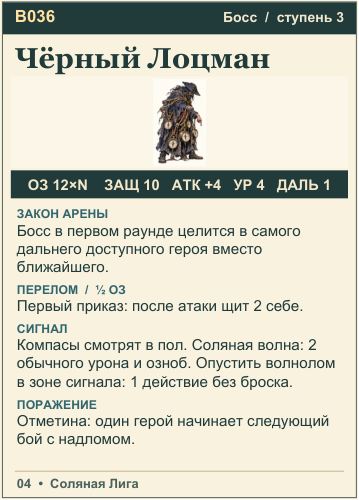 B036 Босс / ступень 3
Чёрный Лоцман
ОЗ 12×N ЗАЩ 10 АТК +4 УР 4 ДАЛЬ 1
ЗАКОН АРЕНЫ
Босс в первом раунде целится в самого
дальнего доступного героя вместо
ближайшего.
ПЕРЕЛОМ / ½ ОЗ
Первый приказ: после атаки щит 2 себе.
СИГНАЛ
Компасы смотрят в пол. Соляная волна: 2
обычного урона и озноб. Опустить волнолом
в зоне сигнала: 1 действие без броска.
ПОРАЖЕНИЕ
Отметина: один герой начинает следующий
бой с надломом.
04 • Соляная Лига